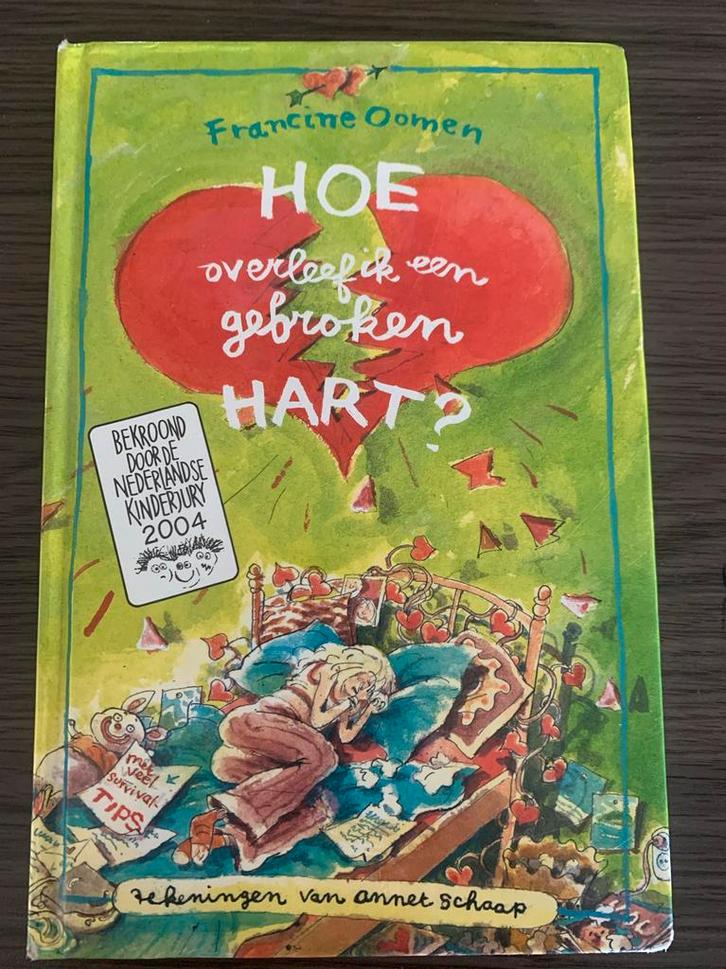 Francine Oomen
HOE
overleef ik een
gebroken
HART?
BEKROOND
DOOR DE
NEDERLANDSE
KINDERJURY
2004
met
veel
survival-
TIPS
tekeningen van annet schaap